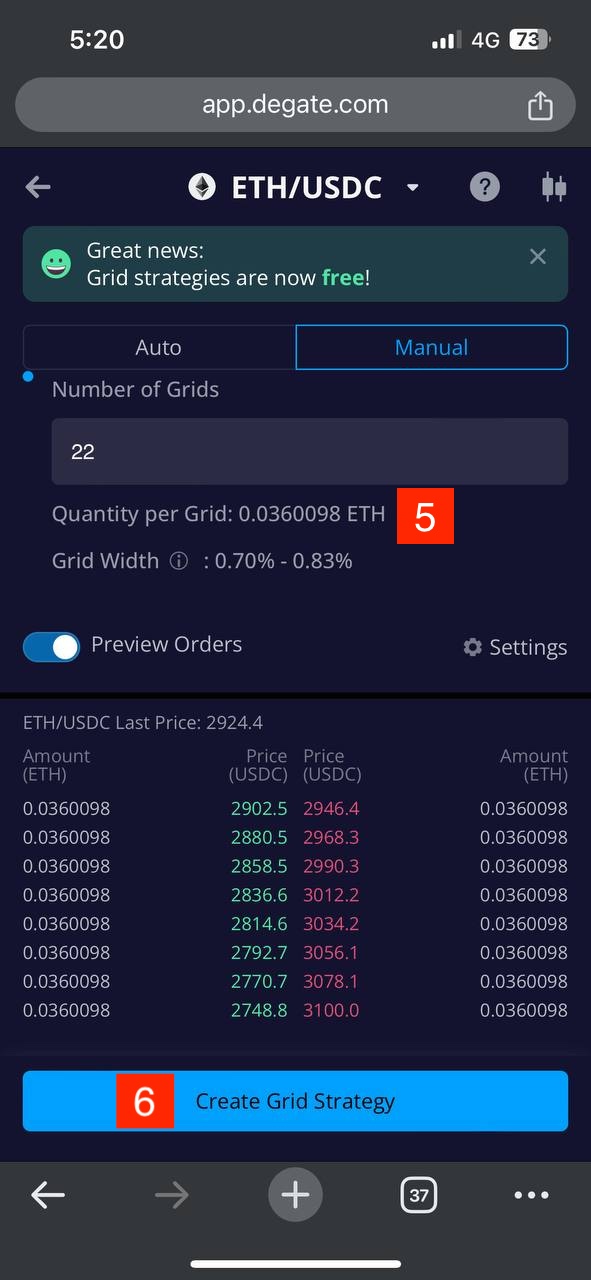 5:20 4G 73
app.degate.com
ETH/USDC ?
Great news:
Grid strategies are now free!
Auto Manual
Number of Grids
22
Quantity per Grid: 0.0360098 ETH 5
Grid Width : 0.70% - 0.83%
Preview Orders Settings
ETH/USDC Last Price: 2924.4
Amount Price Price Amount
(ETH) (USDC) (USDC) (ETH)
0.0360098 2902.5 2946.4 0.0360098
0.0360098 2880.5 2968.3 0.0360098
0.0360098 2858.5 2990.3 0.0360098
0.0360098 2836.6 3012.2 0.0360098
0.0360098 2814.6 3034.2 0.0360098
0.0360098 2792.7 3056.1 0.0360098
0.0360098 2770.7 3078.1 0.0360098
0.0360098 2748.8 3100.0 0.0360098
6 Create Grid Strategy
37